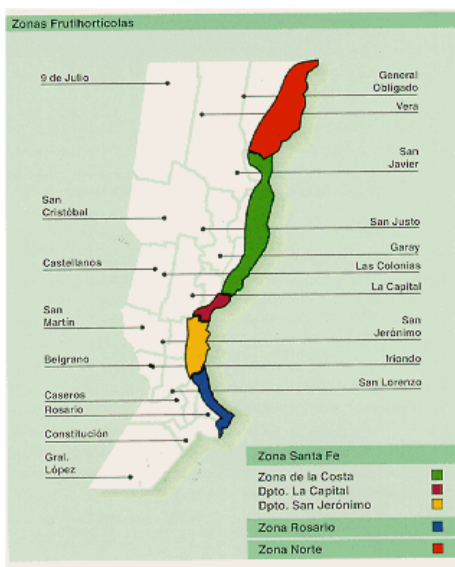 Zonas Frutihortícolas
9 de Julio
General
Obligado
Vera
San
Javier
San
Cristóbal
San Justo
Garay
Castellanos
Las Colonias
La Capital
San
Martín
San
Jerónimo
Belgrano
Iriondo
San Lorenzo
Caseros
Rosario
Constitución
Gral.
López
Zona Santa Fe
Zona de la Costa
Dpto. La Capital
Dpto. San Jerónimo
Zona Rosario
Zona Norte